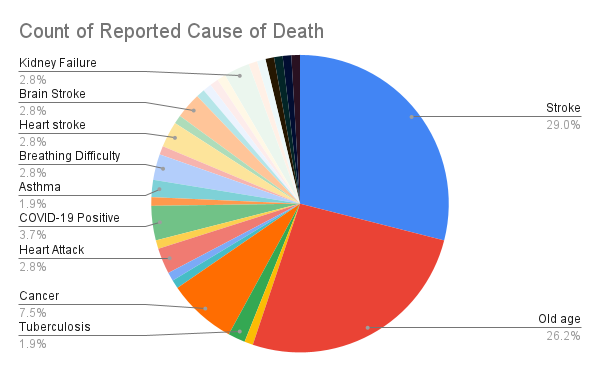 Count of Reported Cause of Death
Kidney Failure
2.8%
Brain Stroke
2.8%
Heart stroke
2.8%
Breathing Difficulty
2.8%
Asthma
1.9%
COVID-19 Positive
3.7%
Heart Attack
2.8%
Cancer
7.5%
Tuberculosis
1.9%
Stroke
29.0%
Old age
26.2%